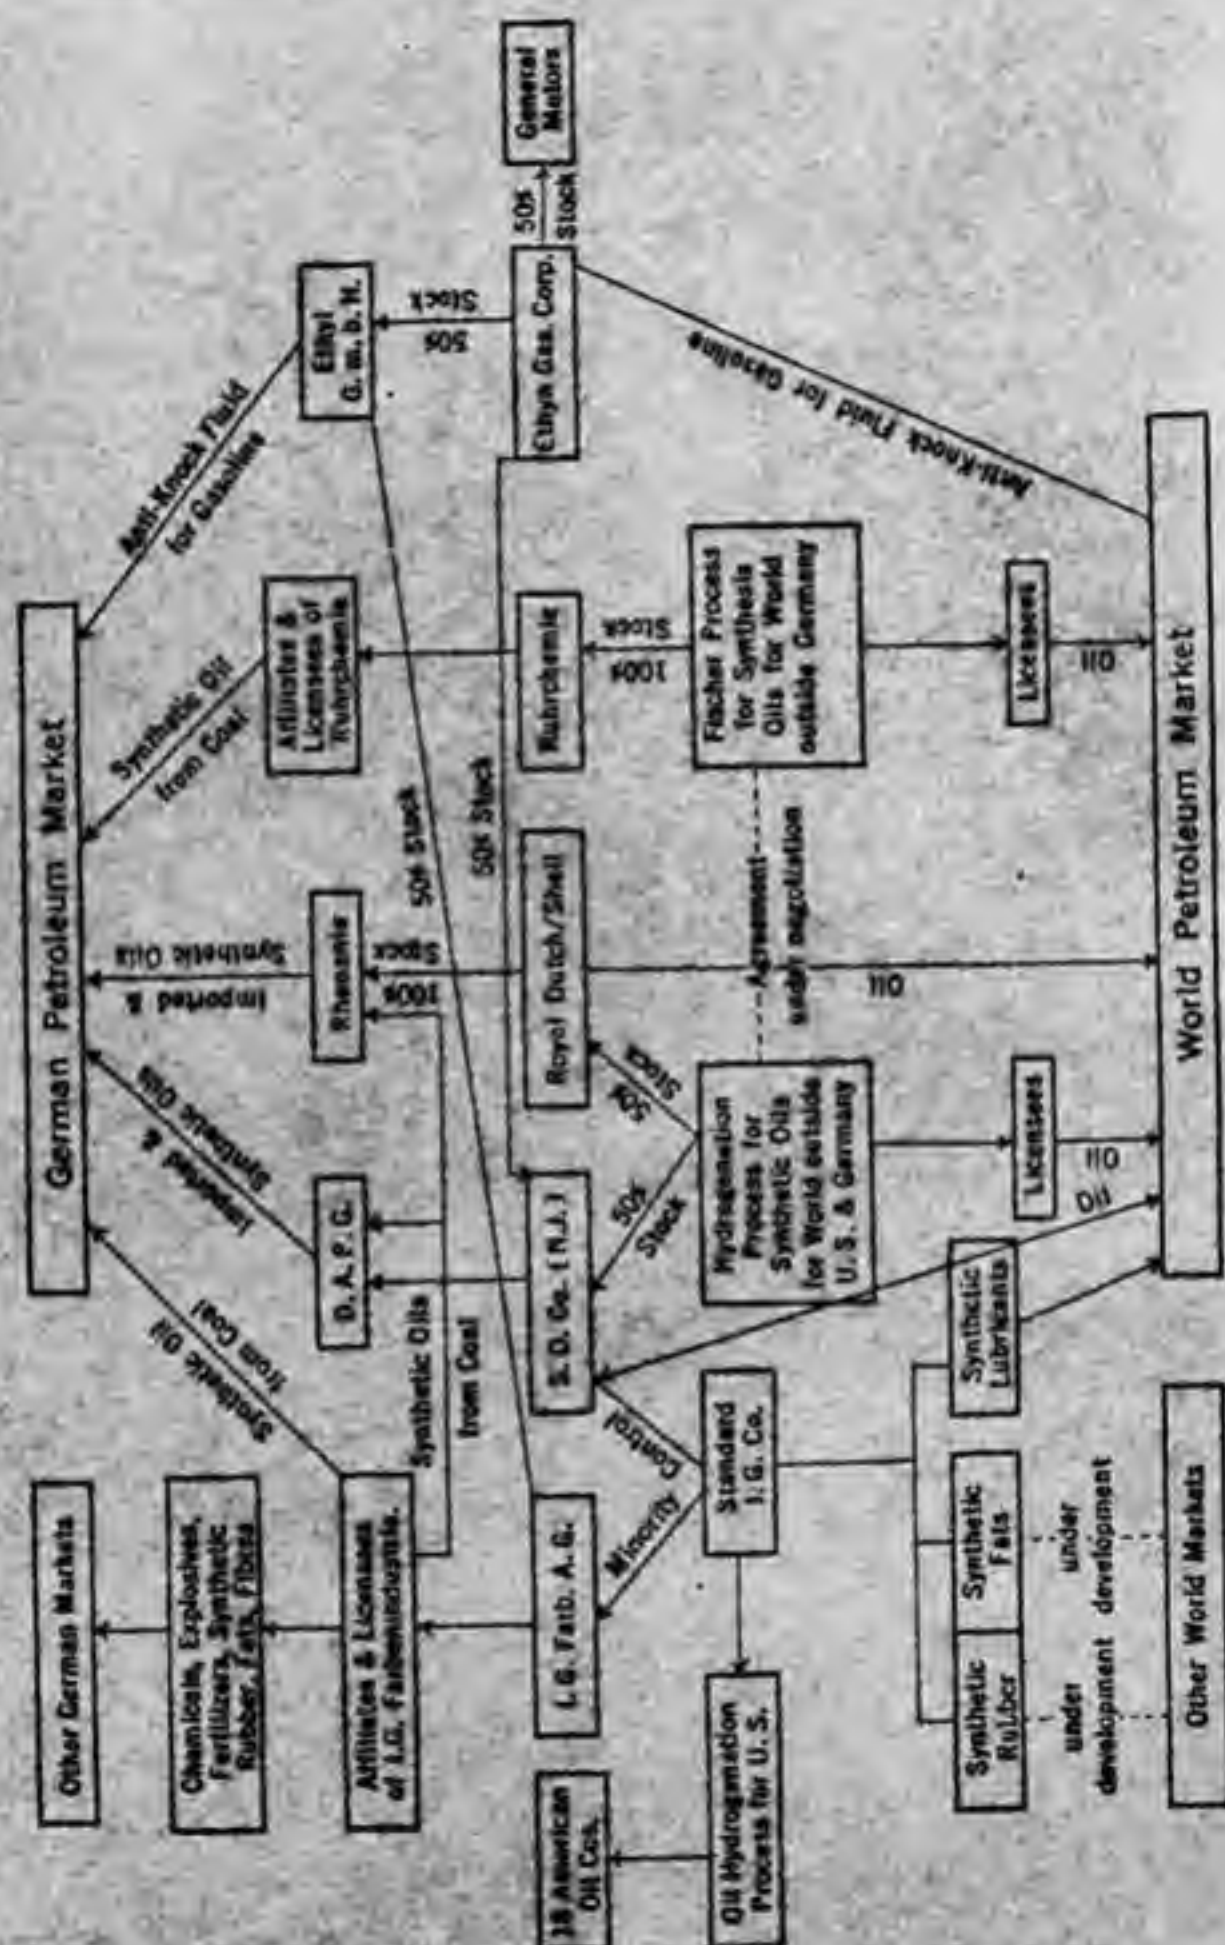 Other German Markets
German Petroleum Market
Chemicals, Explosives,
Fertilizers, Synthetic
Rubber, Fats, Fibres
Synthetic Oil
from Coal
Imported &
Synthetic Oils
Imported &
Synthetic Oils
Synthetic Oil
from Coal
Anti-Knock Fluid
for Gasolines
Affiliates & Licensees
of I.G. Farbenindustrie.
D. A. P. G.
Rhenania
Affiliates &
Licensees of
Ruhrchemie
Ethyl
G. m. b. H.
Synthetic Oils
from Coal
100%
Stock
50% Stock
50%
Stock
50% Stock
18 American
Oil Cos.
I. G. Farb. A. G.
S. O. Co. (N.J.)
Royal Dutch/Shell
Ruhrchemie
Ethyn Gas. Corp.
50%
Stock
General
Motors
Minority
Control
50%
Stock
50%
Stock
100%
Stock
Oil Hydrogenation
Process for U. S.
Standard
I. G. Co.
Hydrogenation
Process for
Synthetic Oils
for World outside
U. S. & Germany
Agreement
under negotiation
Fischer Process
for Synthesis
Oils for World
outside Germany
Anti-Knock Fluid for Gasoline
Oil
Synthetic
Rubber
Synthetic
Fats
Synthetic
Lubricants
Licensees
Licensees
under
development
under
development
Oil
Oil
Oil
Other World Markets
World Petroleum Market